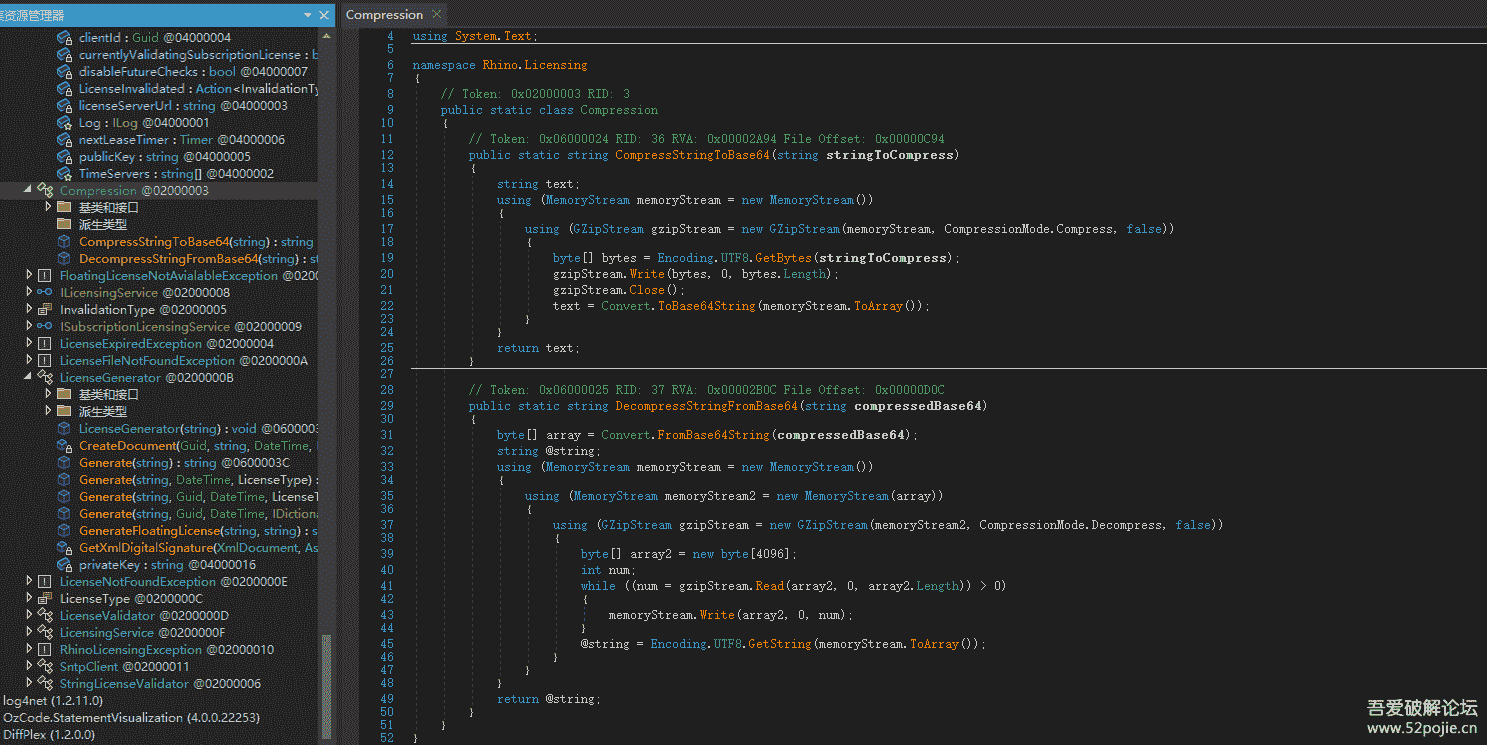 资源管理器
clientId : Guid @04000004
currentlyValidatingSubscriptionLicense : b
disableFutureChecks : bool @04000007
LicenseInvalidated : Action<InvalidationTy
licenseServerUrl : string @04000003
Log : ILog @04000001
nextLeaseTimer : Timer @04000006
publicKey : string @04000005
TimeServers : string[] @04000002
Compression @02000003
基类和接口
派生类型
CompressStringToBase64(string) : string
DecompressStringFromBase64(string) : st
FloatingLicenseNotAvialableException @0200
ILicensingService @02000008
InvalidationType @02000005
ISubscriptionLicensingService @02000009
LicenseExpiredException @02000004
LicenseFileNotFoundException @0200000A
LicenseGenerator @0200000B
基类和接口
派生类型
LicenseGenerator(string) : void @0600003
CreateDocument(Guid, string, DateTime,
Generate(string) : string @0600003C
Generate(string, DateTime, LicenseType) :
Generate(string, Guid, DateTime, LicenseT
Generate(string, Guid, DateTime, IDictiona
GenerateFloatingLicense(string, string) : s
GetXmlDigitalSignature(XmlDocument, As
privateKey : string @04000016
LicenseNotFoundException @0200000E
LicenseType @0200000C
LicenseValidator @0200000D
LicensingService @0200000F
RhinoLicensingException @02000010
SntpClient @02000011
StringLicenseValidator @02000006
log4net (1.2.11.0)
OzCode.StatementVisualization (4.0.0.22253)
DiffPlex (1.2.0.0)
Compression
4 using System.Text;
5
6 namespace Rhino.Licensing
7 {
8 // Token: 0x02000003 RID: 3
9 public static class Compression
10 {
11 // Token: 0x06000024 RID: 36 RVA: 0x00002A94 File Offset: 0x00000C94
12 public static string CompressStringToBase64(string stringToCompress)
13 {
14 string text;
15 using (MemoryStream memoryStream = new MemoryStream())
16 {
17 using (GZipStream gzipStream = new GZipStream(memoryStream, CompressionMode.Compress, false))
18 {
19 byte[] bytes = Encoding.UTF8.GetBytes(stringToCompress);
20 gzipStream.Write(bytes, 0, bytes.Length);
21 gzipStream.Close();
22 text = Convert.ToBase64String(memoryStream.ToArray());
23 }
24 }
25 return text;
26 }
27
28 // Token: 0x06000025 RID: 37 RVA: 0x00002B0C File Offset: 0x00000D0C
29 public static string DecompressStringFromBase64(string compressedBase64)
30 {
31 byte[] array = Convert.FromBase64String(compressedBase64);
32 string @string;
33 using (MemoryStream memoryStream = new MemoryStream())
34 {
35 using (MemoryStream memoryStream2 = new MemoryStream(array))
36 {
37 using (GZipStream gzipStream = new GZipStream(memoryStream2, CompressionMode.Decompress, false))
38 {
39 byte[] array2 = new byte[4096];
40 int num;
41 while ((num = gzipStream.Read(array2, 0, array2.Length)) > 0)
42 {
43 memoryStream.Write(array2, 0, num);
44 }
45 @string = Encoding.UTF8.GetString(memoryStream.ToArray());
46 }
47 }
48 }
49 return @string;
50 }
51 }
52 }
吾爱破解论坛
www.52pojie.cn